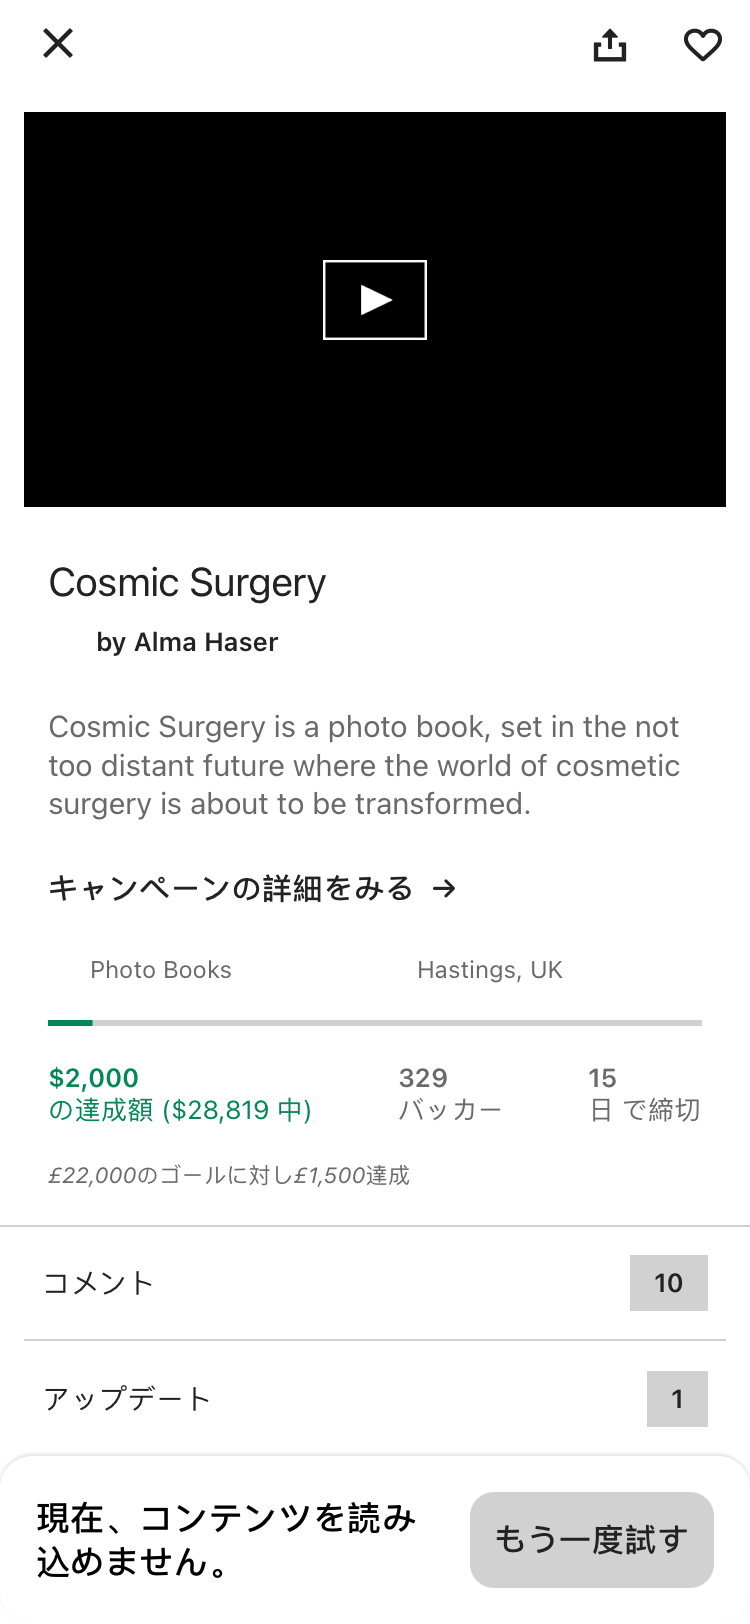 Cosmic Surgery
by Alma Haser
Cosmic Surgery is a photo book, set in the not
too distant future where the world of cosmetic
surgery is about to be transformed.
キャンペーンの詳細をみる →
Photo Books
Hastings, UK
$2,000
の達成額 ($28,819 中)
329
バッカー
15
日 で締切
£22,000のゴールに対し£1,500達成
コメント
10
アップデート
1
現在、コンテンツを読み
込めません。
もう一度試す